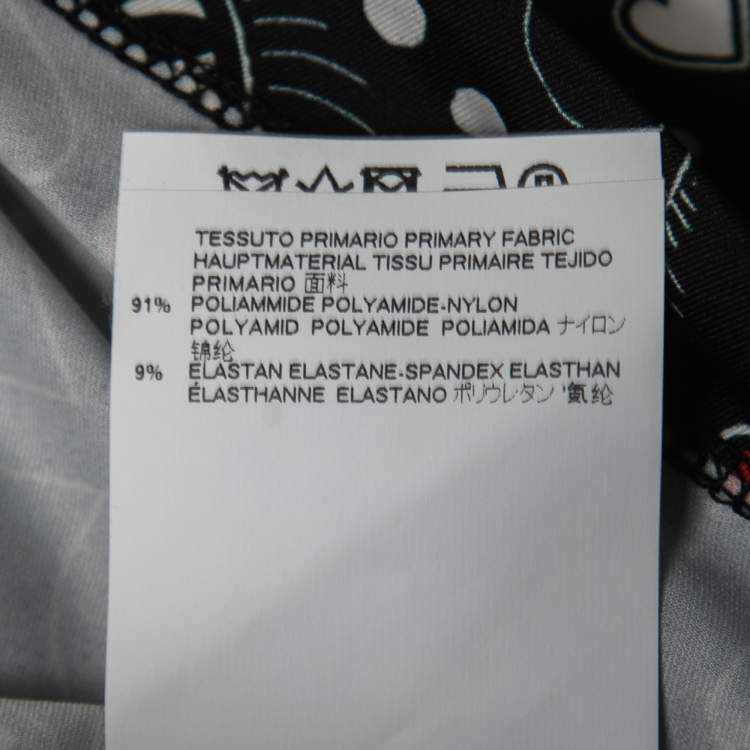 TESSUTO PRIMARIO PRIMARY FABRIC
HAUPTMATERIAL TISSU PRIMAIRE TEJIDO
PRIMARIO 面料
91% POLIAMMIDE POLYAMIDE-NYLON
POLYAMID POLYAMIDE POLIAMIDA ナイロン
锦纶
9% ELASTAN ELASTANE-SPANDEX ELASTHAN
ÉLASTHANNE ELASTANO ポリウレタン '氨纶